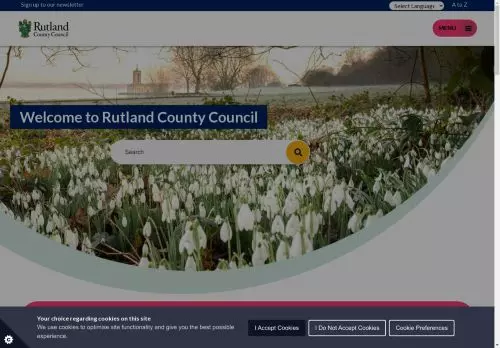 Sign up to our newsletter
Select Language
A to Z
Rutland
County Council
MENU
Welcome to Rutland County Council
Search
Your choice regarding cookies on this site
We use cookies to optimise site functionality and give you the best possible
experience.
I Accept Cookies
I Do Not Accept Cookies
Cookie Preferences